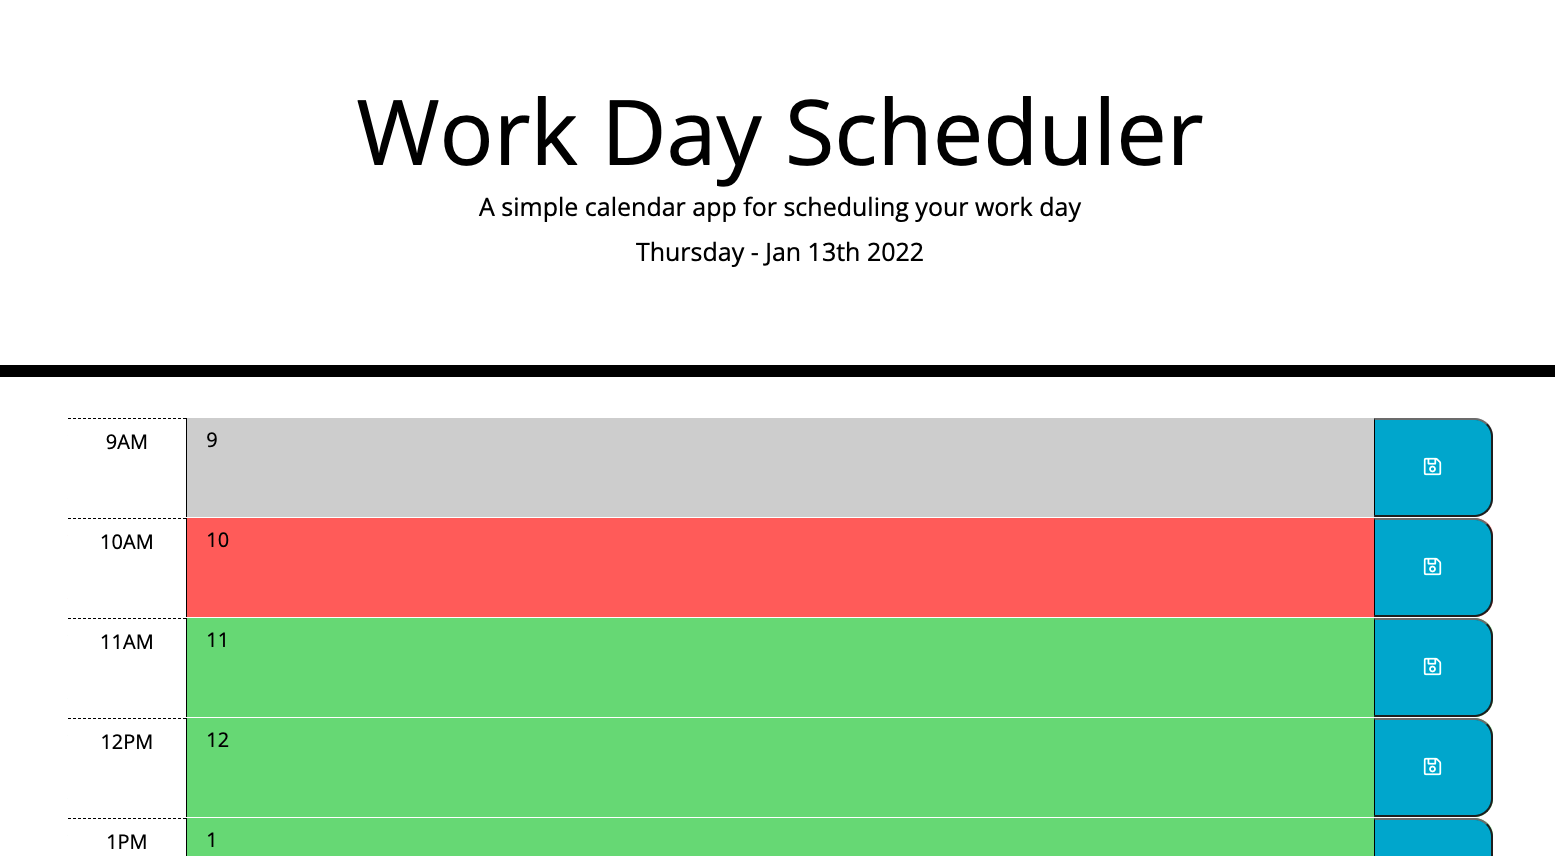 Work Day Scheduler
A simple calendar app for scheduling your work day
Thursday - Jan 13th 2022
9AM 9
10AM 10
11AM 11
12PM 12
1PM 1